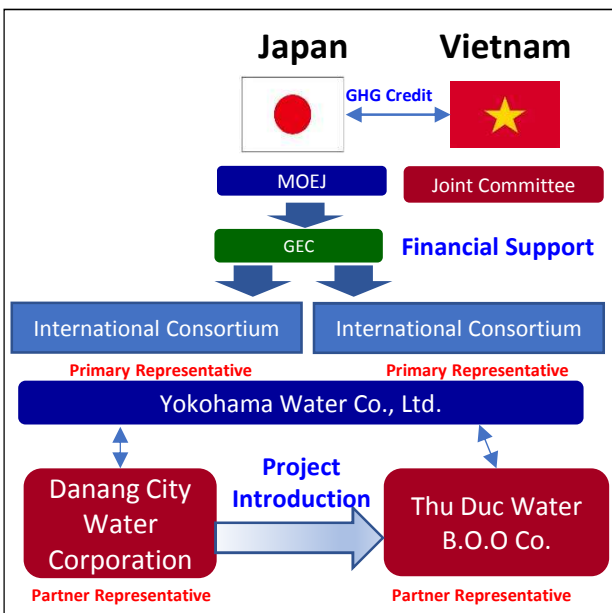 Japan
Vietnam
GHG Credit
MOEJ
Joint Committee
GEC
Financial Support
International Consortium
International Consortium
Primary Representative
Primary Representative
Yokohama Water Co., Ltd.
Danang City
Water
Corporation
Project
Introduction
Thu Duc Water
B.O.O Co.
Partner Representative
Partner Representative